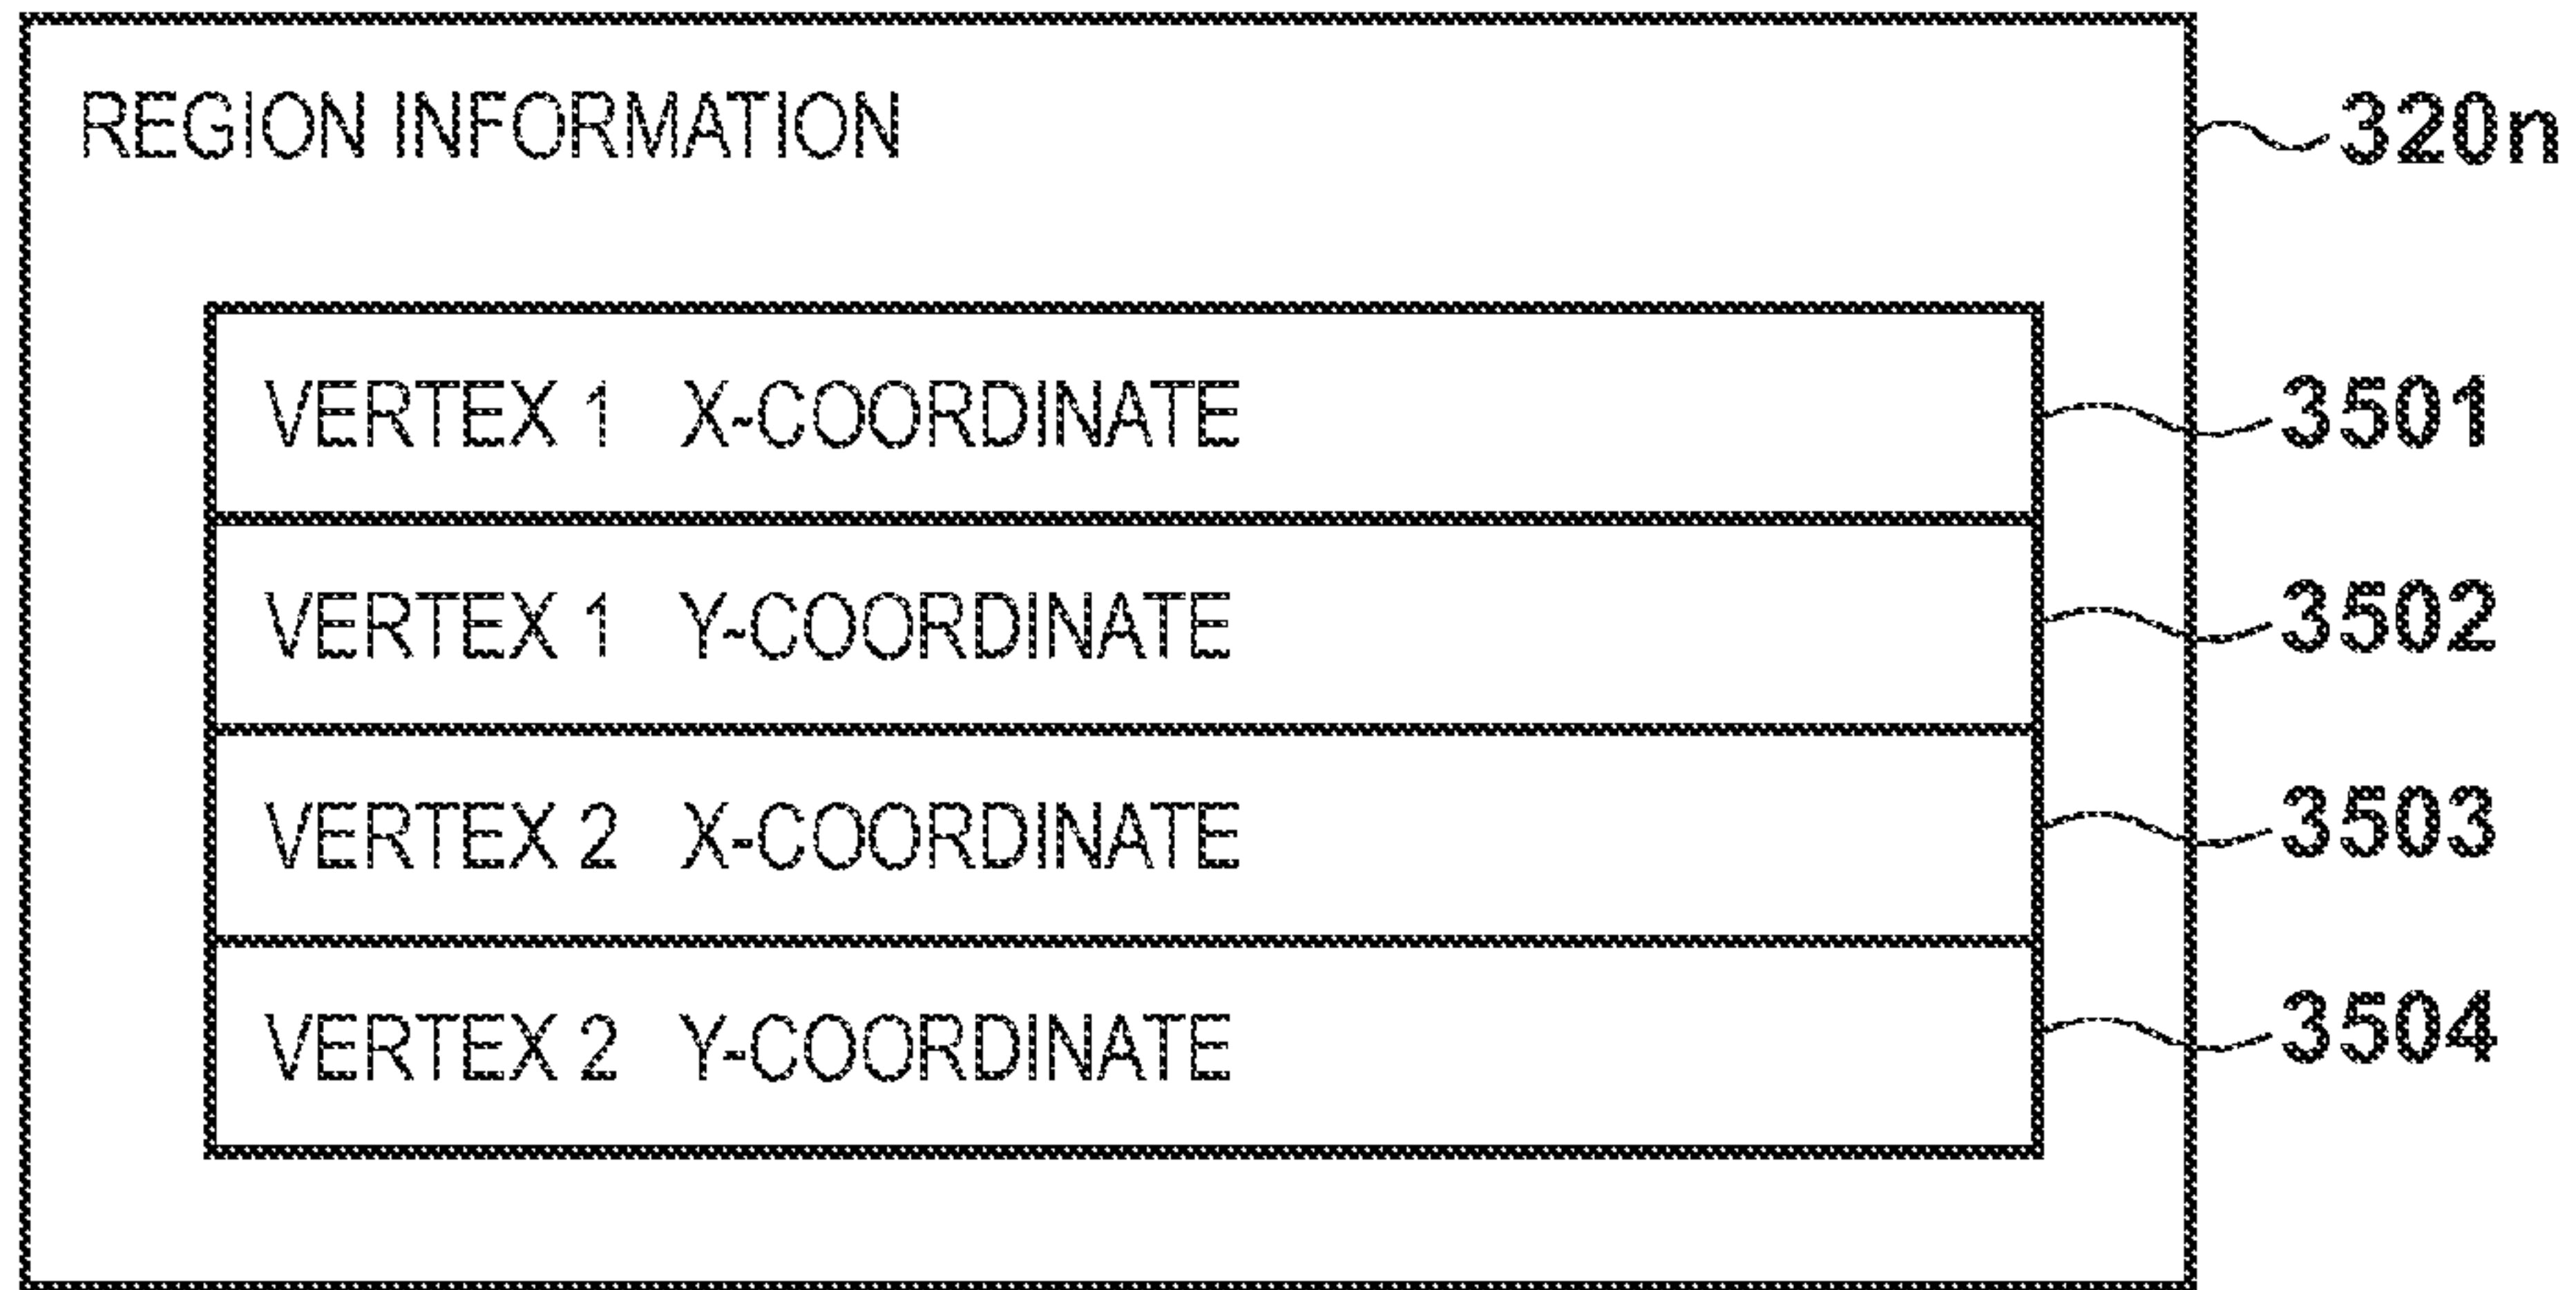 REGION INFORMATION 320n
VERTEX 1 X-COORDINATE 3501
VERTEX 1 Y-COORDINATE 3502
VERTEX 2 X-COORDINATE 3503
VERTEX 2 Y-COORDINATE 3504